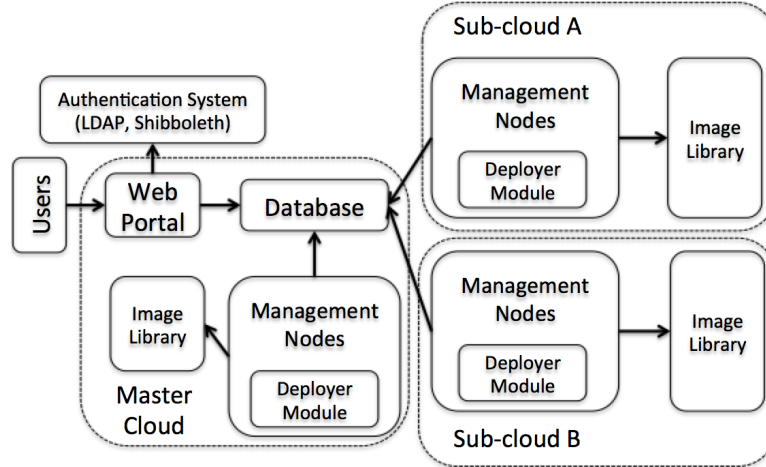 Sub-cloud A
Authentication System
(LDAP, Shibboleth)
Management
Nodes
Deployer
Module
Image
Library
Users
Web
Portal
Database
Image
Library
Management
Nodes
Deployer
Module
Master
Cloud
Management
Nodes
Deployer
Module
Image
Library
Sub-cloud B